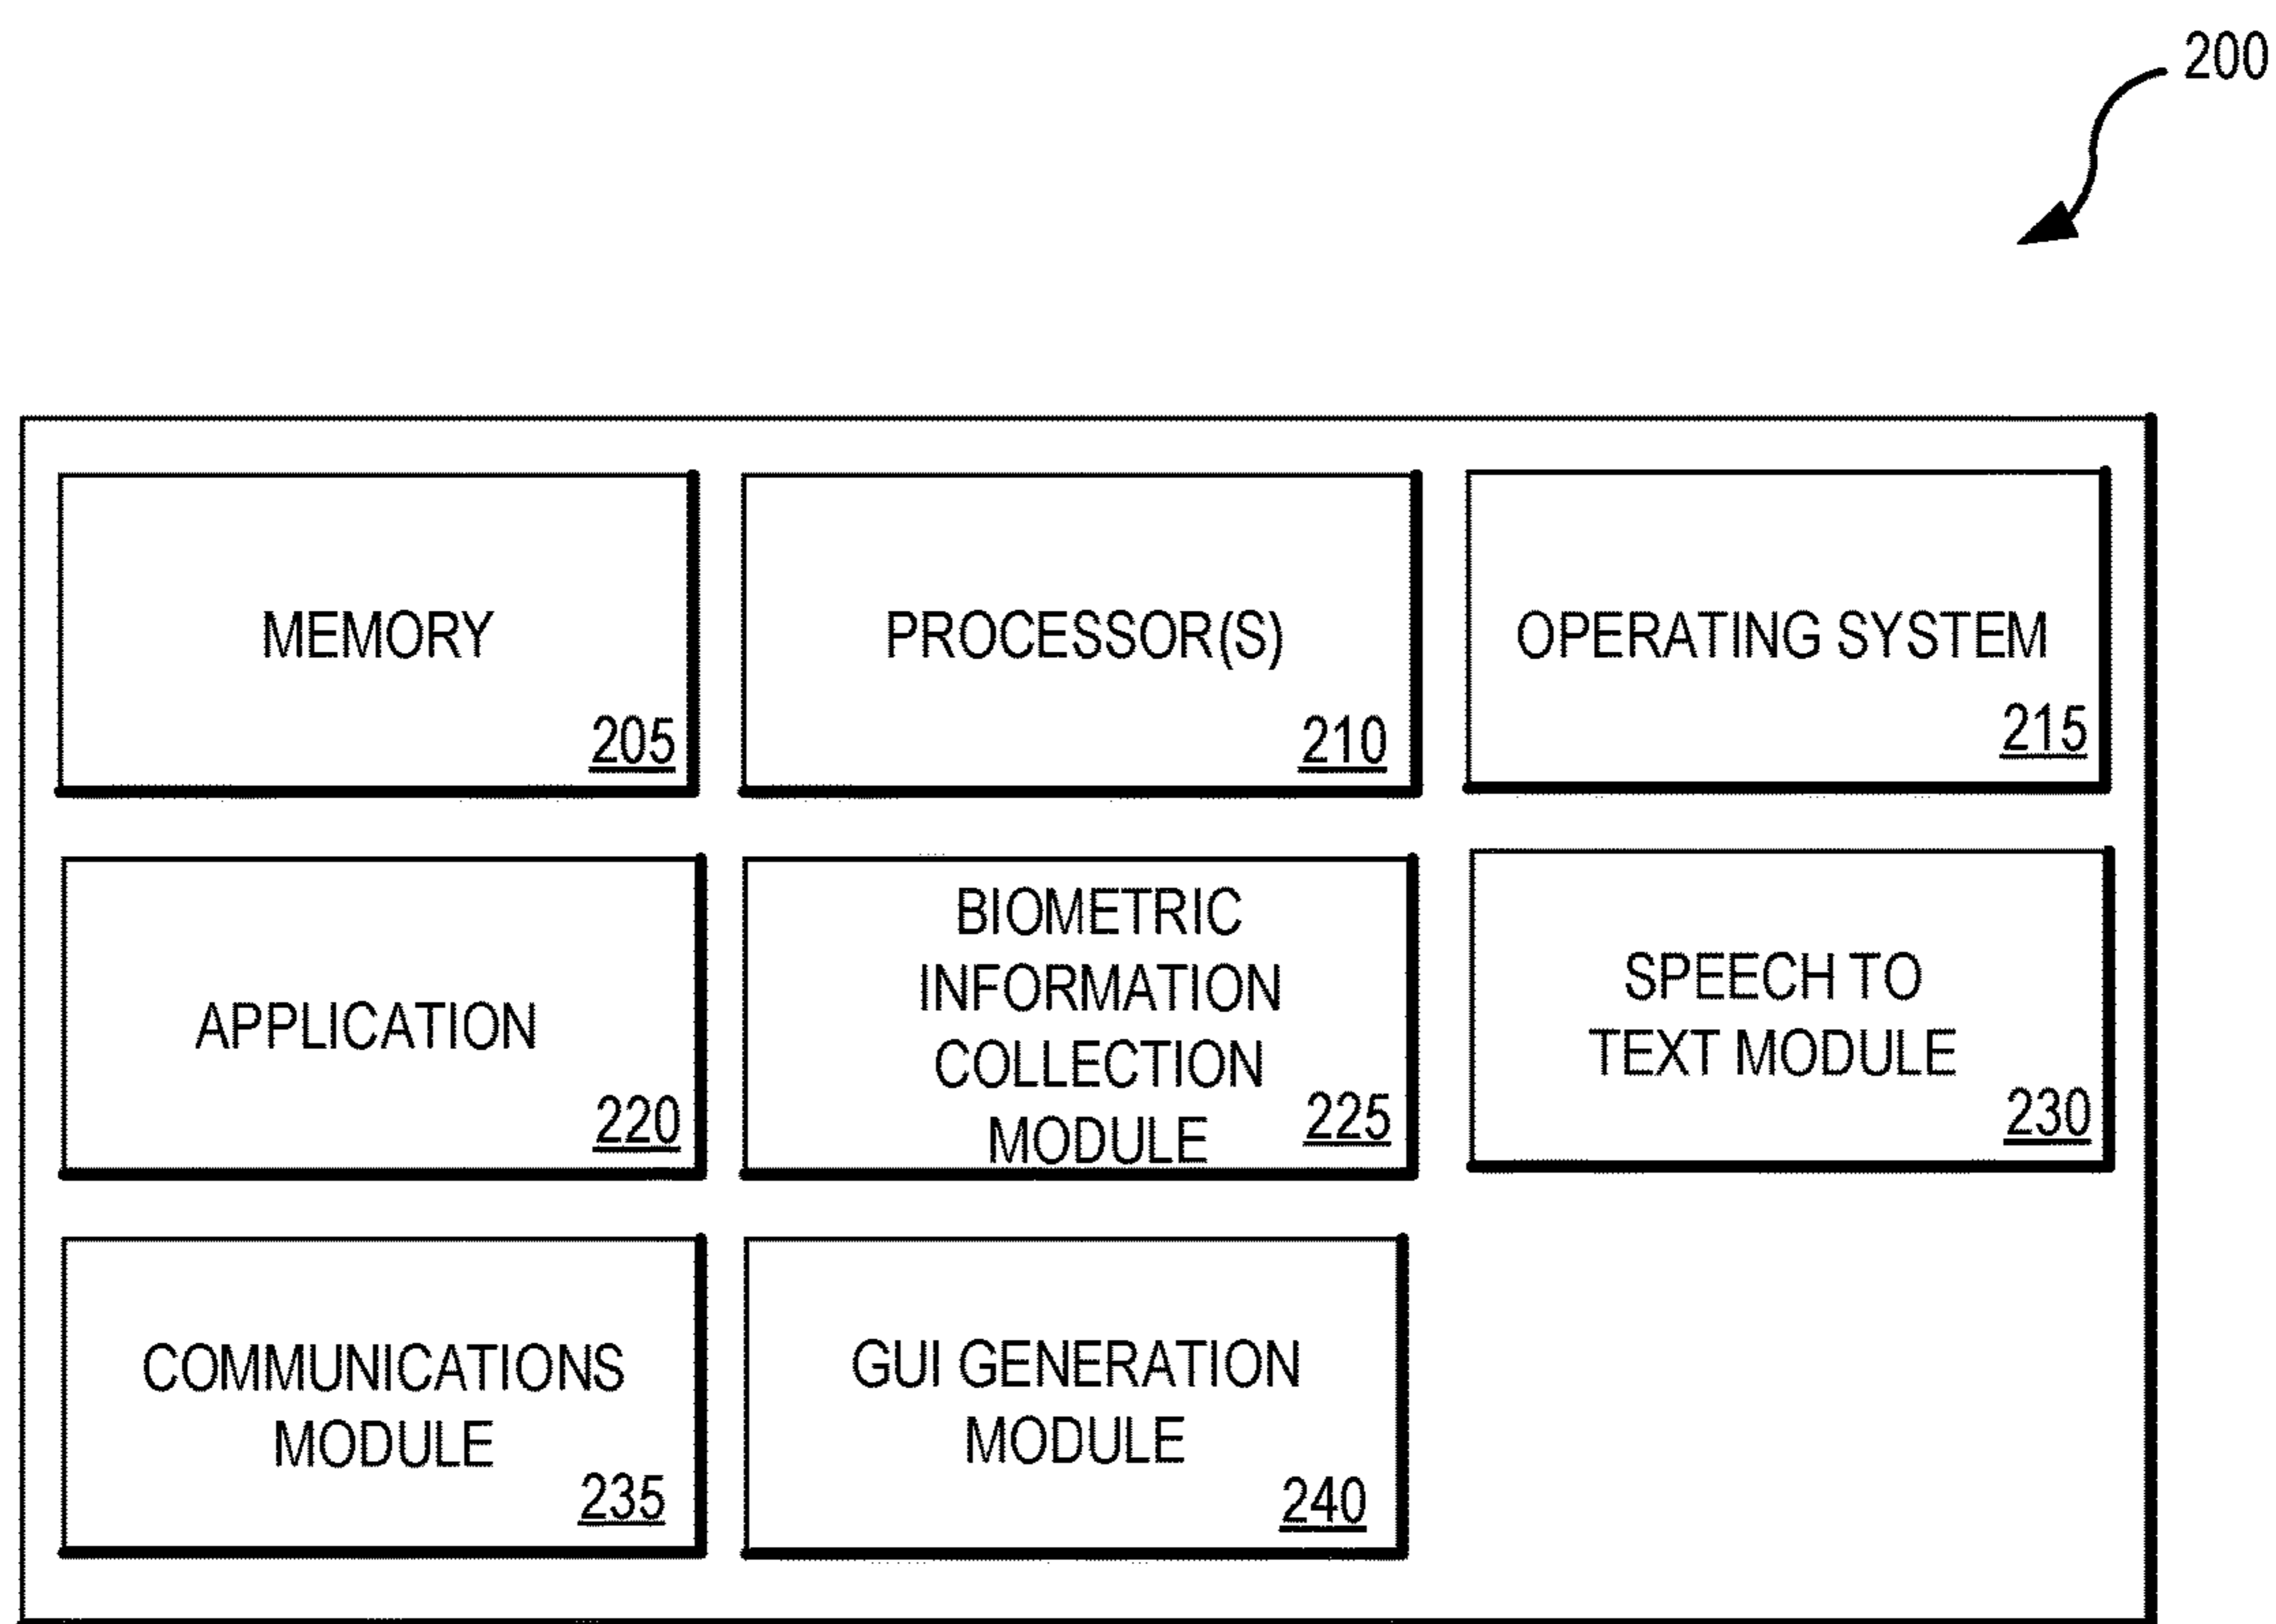 200
MEMORY
205
PROCESSOR(S)
210
OPERATING SYSTEM
215
APPLICATION
220
BIOMETRIC
INFORMATION
COLLECTION
MODULE
225
SPEECH TO
TEXT MODULE
230
COMMUNICATIONS
MODULE
235
GUI GENERATION
MODULE
240